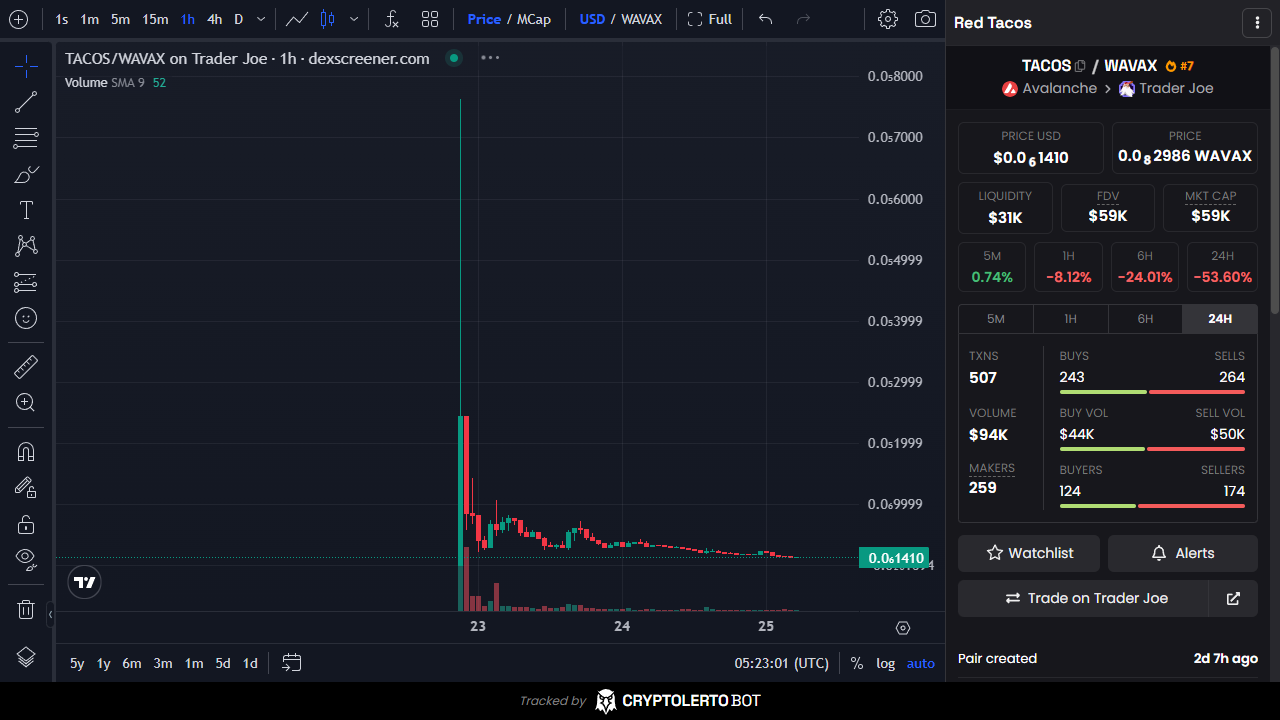 1s 1m 5m 15m 1h 4h D Price / MCap USD / WAVAX Full
TACOS/WAVAX on Trader Joe · 1h · dexscreener.com
Volume SMA 9 52
0.0₅8000
0.0₅7000
0.0₅6000
0.0₅4999
0.0₅3999
0.0₅2999
0.0₅1999
0.0₆9999
0.0₆1410
23 24 25
5y 1y 6m 3m 1m 5d 1d 05:23:01 (UTC) % log auto
Red Tacos
TACOS / WAVAX #7
Avalanche > Trader Joe
PRICE USD PRICE
$0.0₆1410 0.0₈2986 WAVAX
LIQUIDITY FDV MKT CAP
$31K $59K $59K
5M 1H 6H 24H
0.74% -8.12% -24.01% -53.60%
5M 1H 6H 24H
TXNS BUYS SELLS
507 243 264
VOLUME BUY VOL SELL VOL
$94K $44K $50K
MAKERS BUYERS SELLERS
259 124 174
Watchlist Alerts
Trade on Trader Joe
Pair created 2d 7h ago
Tracked by CRYPTOLERTO BOT